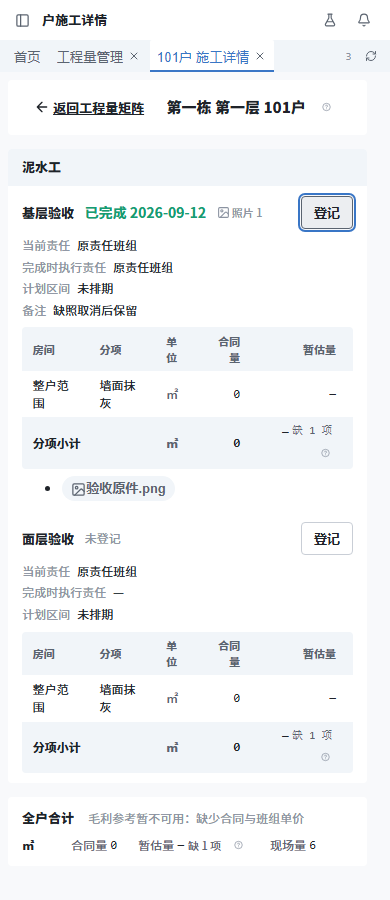 户施工详情
首页 工程量管理 101户 施工详情 3
返回工程量矩阵 第一栋 第一层 101户
泥水工
基层验收 已完成 2026-09-12 照片 1 登记
当前责任 原责任班组
完成时执行责任 原责任班组
计划区间 未排期
备注 缺照取消后保留
房间 分项 单位 合同量 暂估量
整户范围 墙面抹灰 ㎡ 0 —
分项小计 ㎡ 0 — 缺 1 项
验收原件.png
面层验收 未登记 登记
当前责任 原责任班组
完成时执行责任 —
计划区间 未排期
房间 分项 单位 合同量 暂估量
整户范围 墙面抹灰 ㎡ 0 —
分项小计 ㎡ 0 — 缺 1 项
全户合计 毛利参考暂不可用：缺少合同与班组单价
㎡ 合同量 0 暂估量 — 缺 1 项 现场量 6